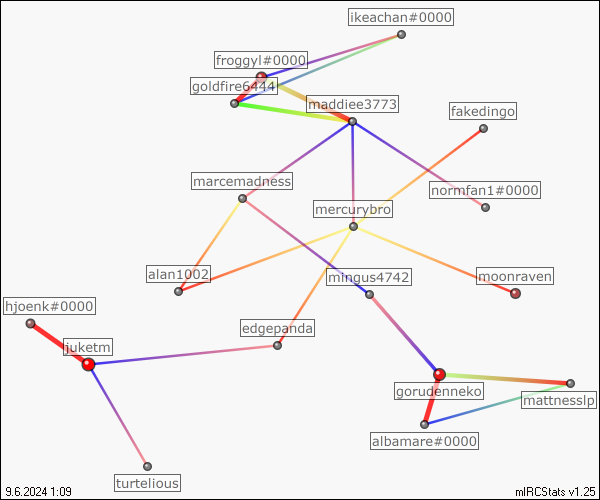 ikeachan#0000
froggyl#0000
goldfire6444
maddiee3773
fakedingo
marcemadness
normfan1#0000
mercurybro
alan1002
mingus4742
moonraven
hjoenk#0000
edgepanda
juketm
gorudenneko
mattnesslp
albamare#0000
turtelious
9.6.2024 1:09
mIRCStats v1.25